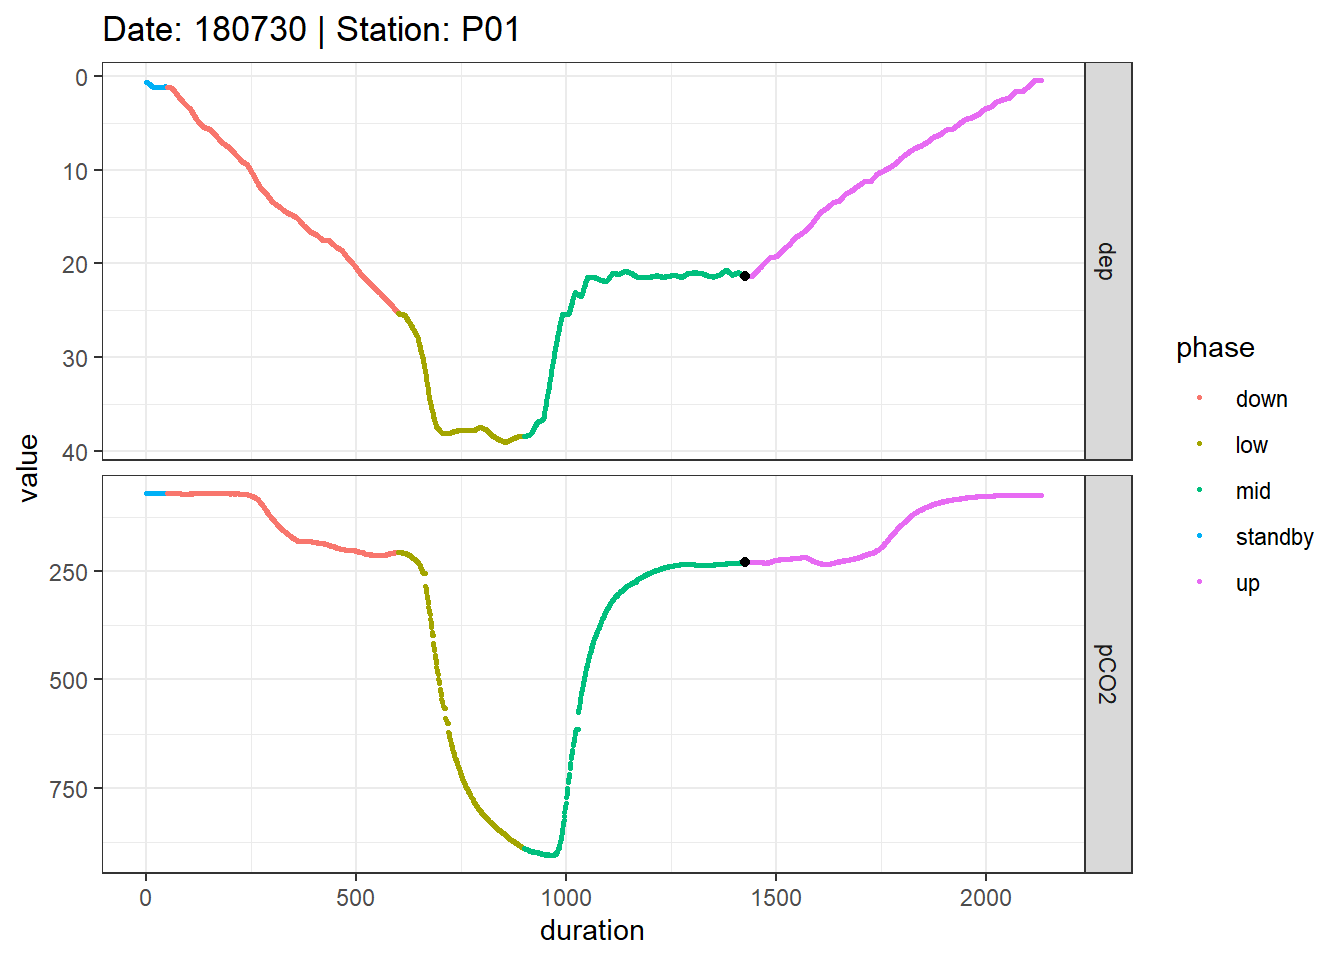 Date: 180730 | Station: P01
value
0
10
20
30
40
dep
250
500
750
pCO2
0 500 1000 1500 2000
duration
phase
down
low
mid
standby
up